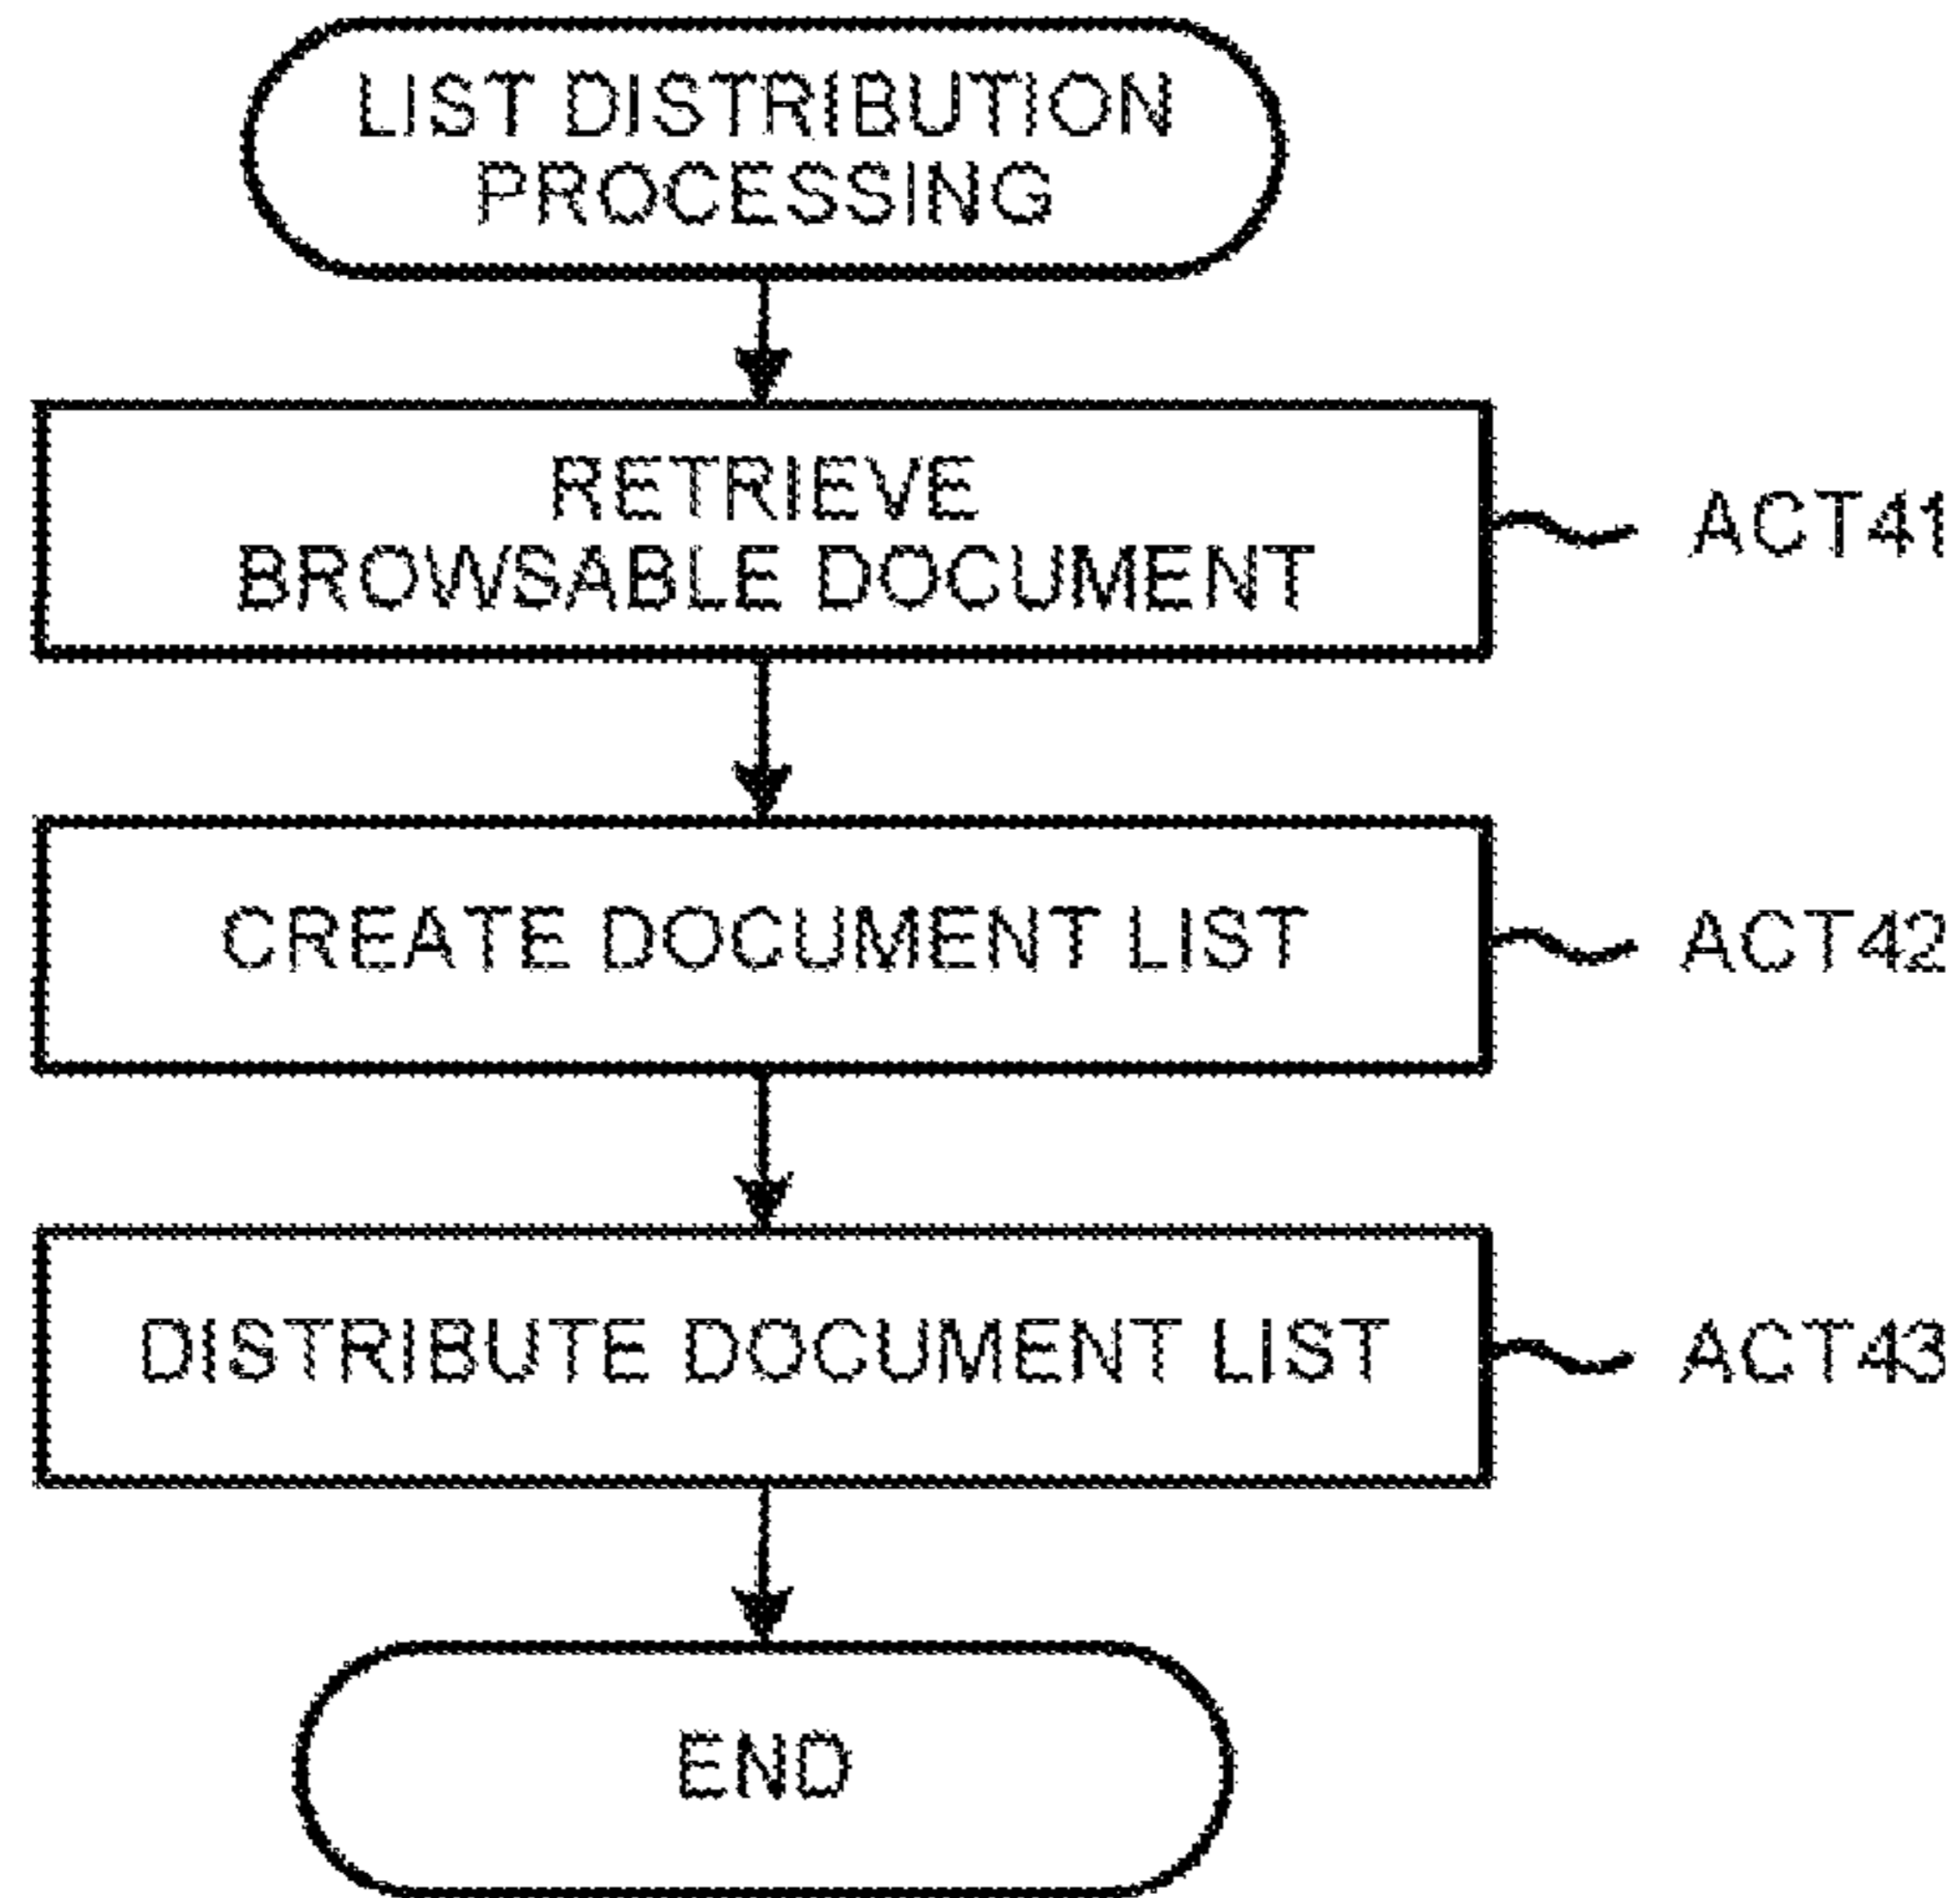 LIST DISTRIBUTION
PROCESSING
RETRIEVE
BROWSABLE DOCUMENT
ACT41
CREATE DOCUMENT LIST
ACT42
DISTRIBUTE DOCUMENT LIST
ACT43
END